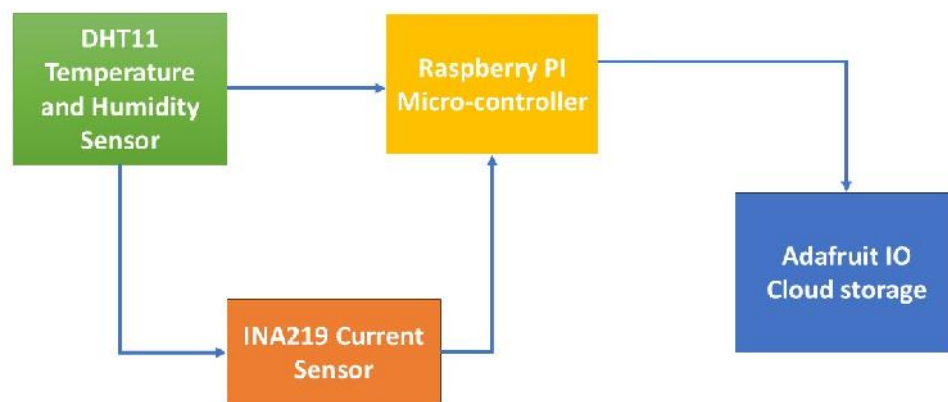 DHT11
Temperature
and Humidity
Sensor
Raspberry PI
Micro-controller
Adafruit IO
Cloud storage
INA219 Current
Sensor